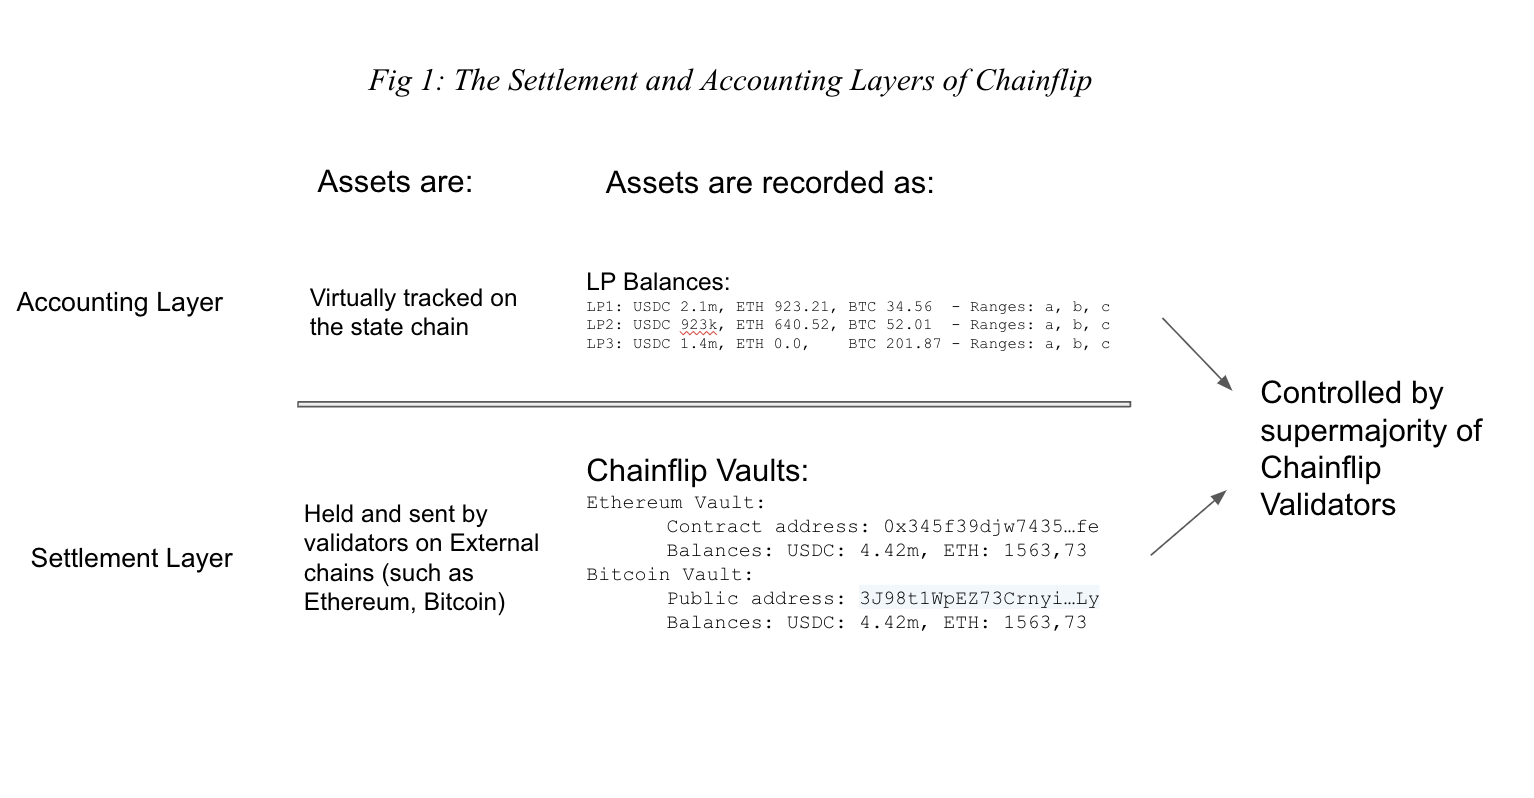 Fig 1: The Settlement and Accounting Layers of Chainflip
Assets are:
Assets are recorded as:
Accounting Layer
Virtually tracked on
the state chain
LP Balances:
LP1: USDC 2.1m, ETH 923.21, BTC 34.56 - Ranges: a, b, c
LP2: USDC 923k, ETH 640.52, BTC 52.01 - Ranges: a, b, c
LP3: USDC 1.4m, ETH 0.0, BTC 201.87 - Ranges: a, b, c
Controlled by
supermajority of
Chainflip
Validators
Settlement Layer
Held and sent by
validators on External
chains (such as
Ethereum, Bitcoin)
Chainflip Vaults:
Ethereum Vault:
Contract address: 0x345f39djw7435…fe
Balances: USDC: 4.42m, ETH: 1563,73
Bitcoin Vault:
Public address: 3J98t1WpEZ73Crnyi…Ly
Balances: USDC: 4.42m, ETH: 1563,73